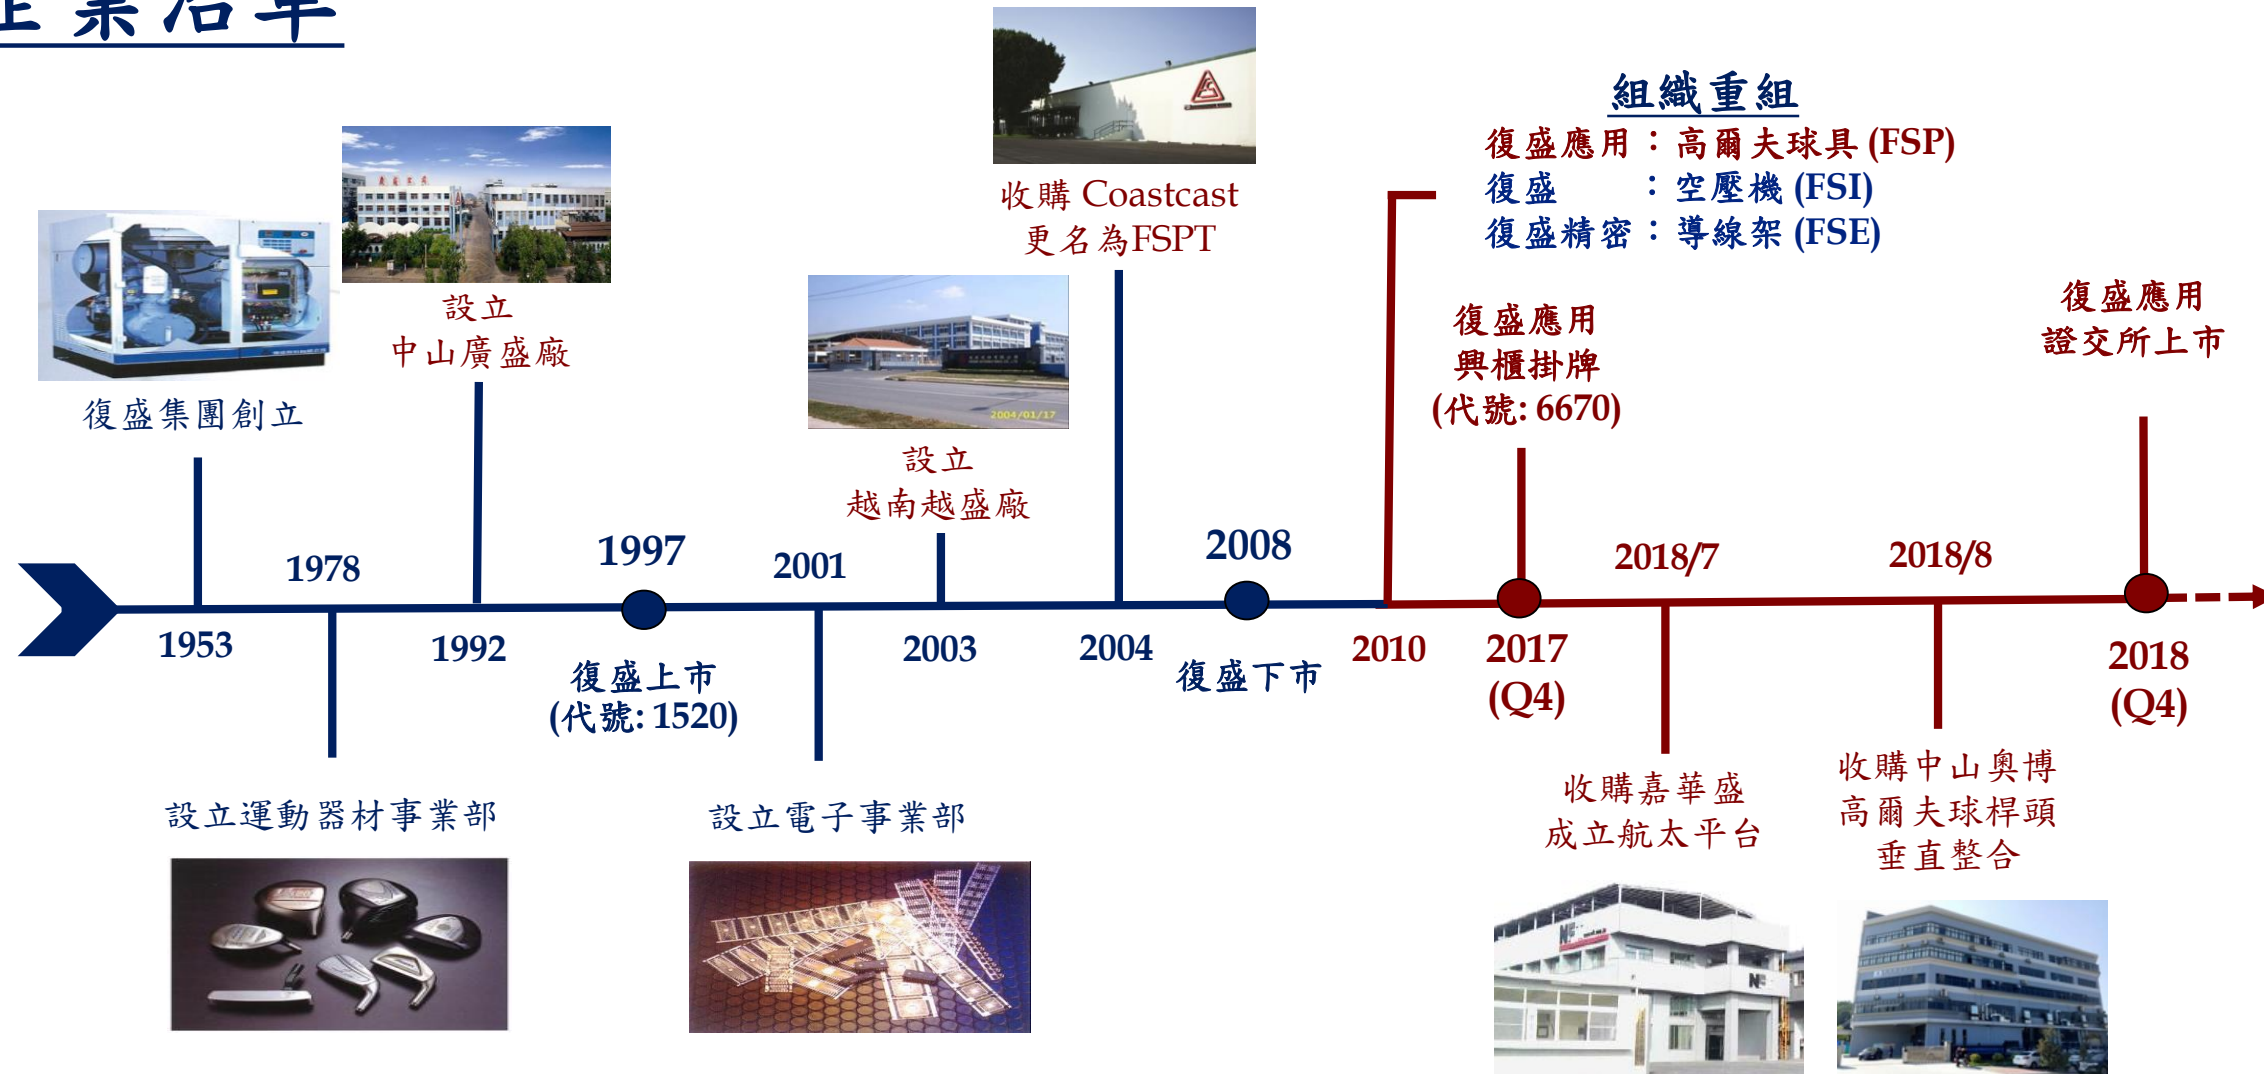 企業沿革
組織重組
復盛應用：高爾夫球具 (FSP)
復盛　　：空壓機 (FSI)
復盛精密：導線架 (FSE)
收購 Coastcast
更名為FSPT
設立
中山廣盛廠
復盛集團創立
2004/01/17
設立
越南越盛廠
復盛應用
興櫃掛牌
(代號: 6670)
復盛應用
證交所上市
1953
1978
1992
1997
復盛上市
(代號: 1520)
2001
2003
2004
2008
復盛下市
2010
2017
(Q4)
2018/7
2018/8
2018
(Q4)
設立運動器材事業部
設立電子事業部
收購嘉華盛
成立航太平台
收購中山奧博
高爾夫球桿頭
垂直整合